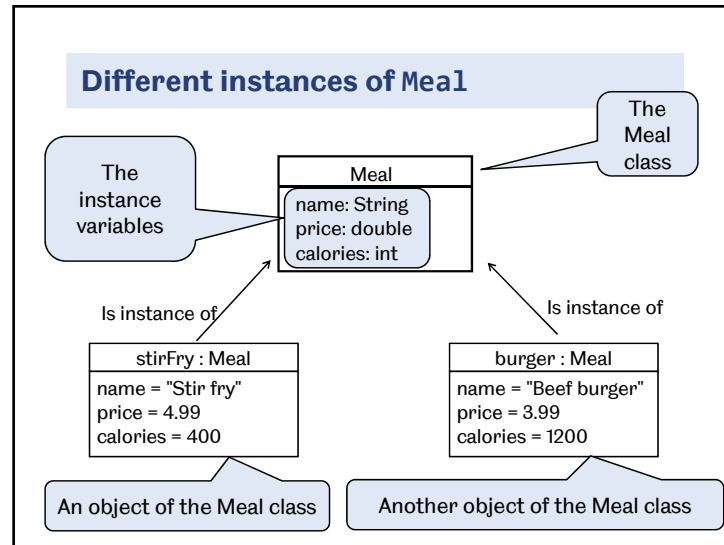 Different instances of Meal
The
Meal
class
The
instance
variables
Meal
name: String
price: double
calories: int
Is instance of
Is instance of
stirFry : Meal
name = "Stir fry"
price = 4.99
calories = 400
burger : Meal
name = "Beef burger"
price = 3.99
calories = 1200
An object of the Meal class
Another object of the Meal class